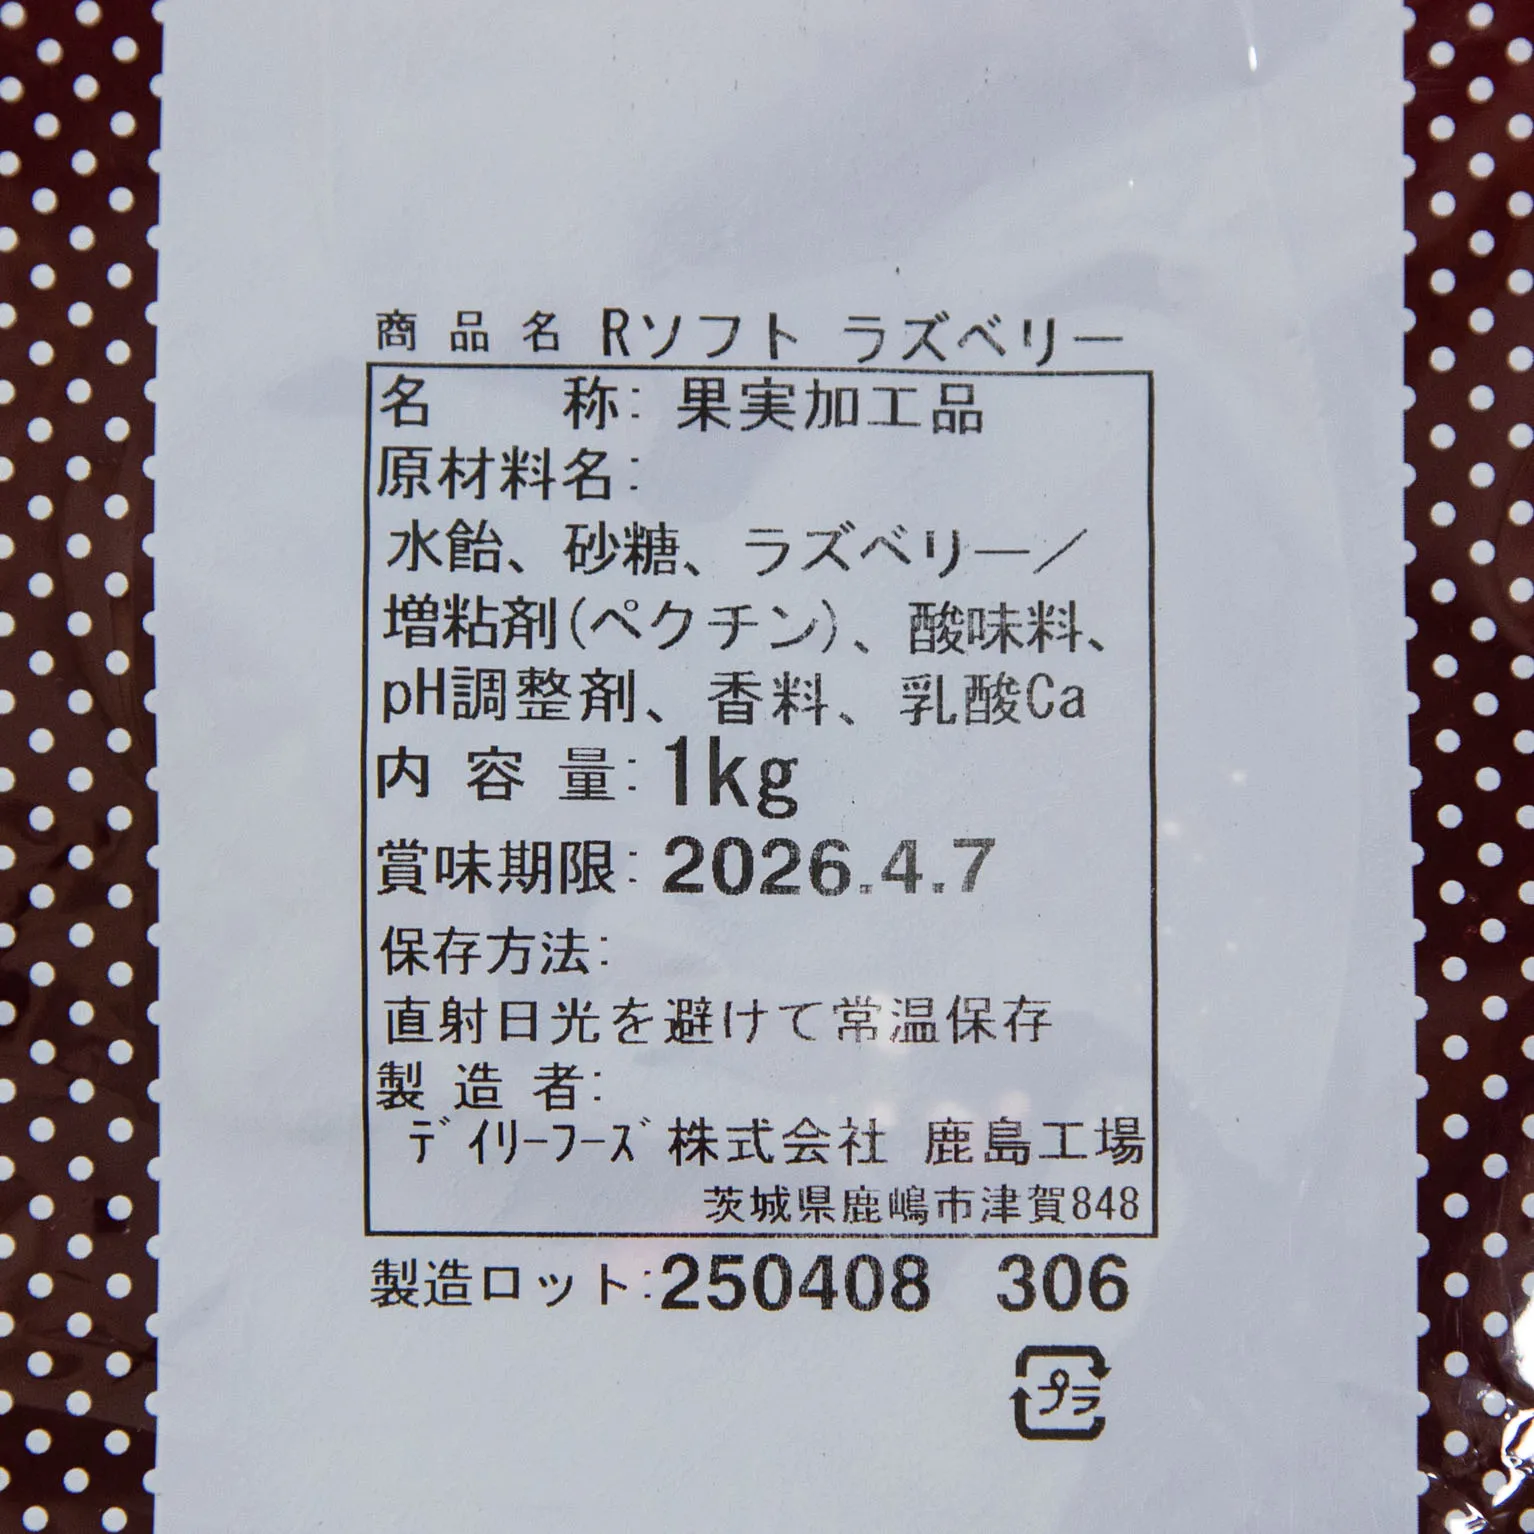 商品名 Rソフト ラズベリー
名称: 果実加工品
原材料名:
水飴、砂糖、ラズベリー／
増粘剤(ペクチン)、酸味料、
pH調整剤、香料、乳酸Ca
内容量: 1kg
賞味期限: 2026.4.7
保存方法:
直射日光を避けて常温保存
製造者:
ﾃﾞｲﾘｰﾌｰｽﾞ株式会社 鹿島工場
茨城県鹿嶋市津賀848
製造ロット:250408 306
プラ